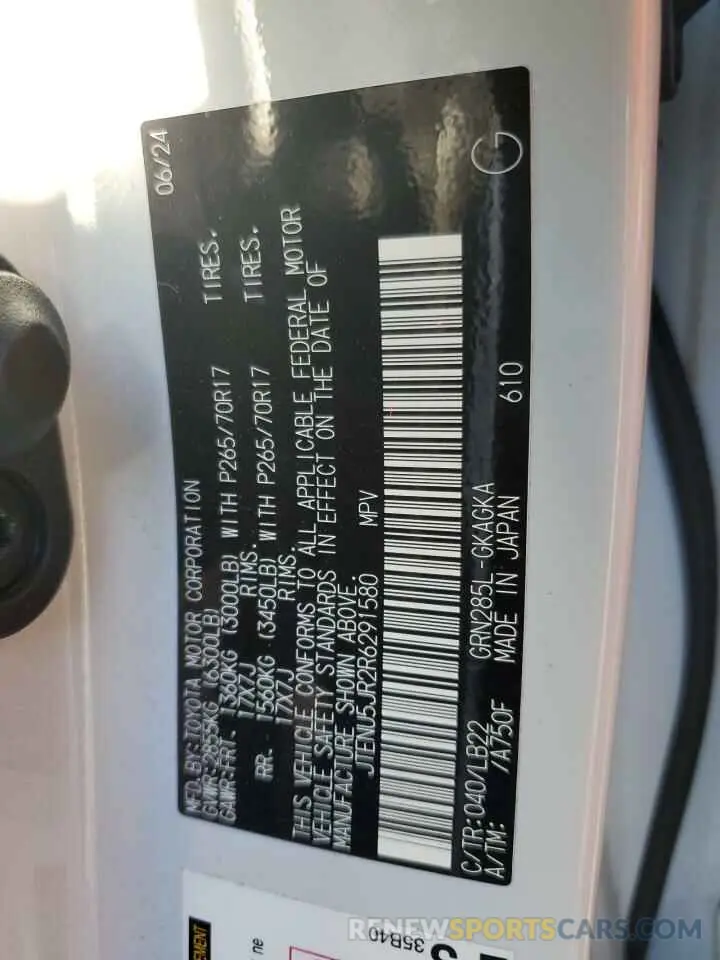 MFD.BY: TOYOTA MOTOR CORPORATION 06/24
GVWR: 2855KG (6300LB)
GAWR: FRT. 1360KG (3000LB) WITH P265/70R17 TIRES.
17X7J RIMS.
RR. 1560KG (3450LB) WITH P265/70R17 TIRES.
17X7J RIMS.
THIS VEHICLE CONFORMS TO ALL APPLICABLE FEDERAL MOTOR
VEHICLE SAFETY STANDARDS IN EFFECT ON THE DATE OF
MANUFACTURE SHOWN ABOVE.
JTENU5JR2R6291580 MPV
G
C/TR: 040/LB22 GRN285L-GKAGKA
A/TM: /A750F MADE IN JAPAN 610
EMENT
ne
35B40
RENEWSPORTSCARS.COM